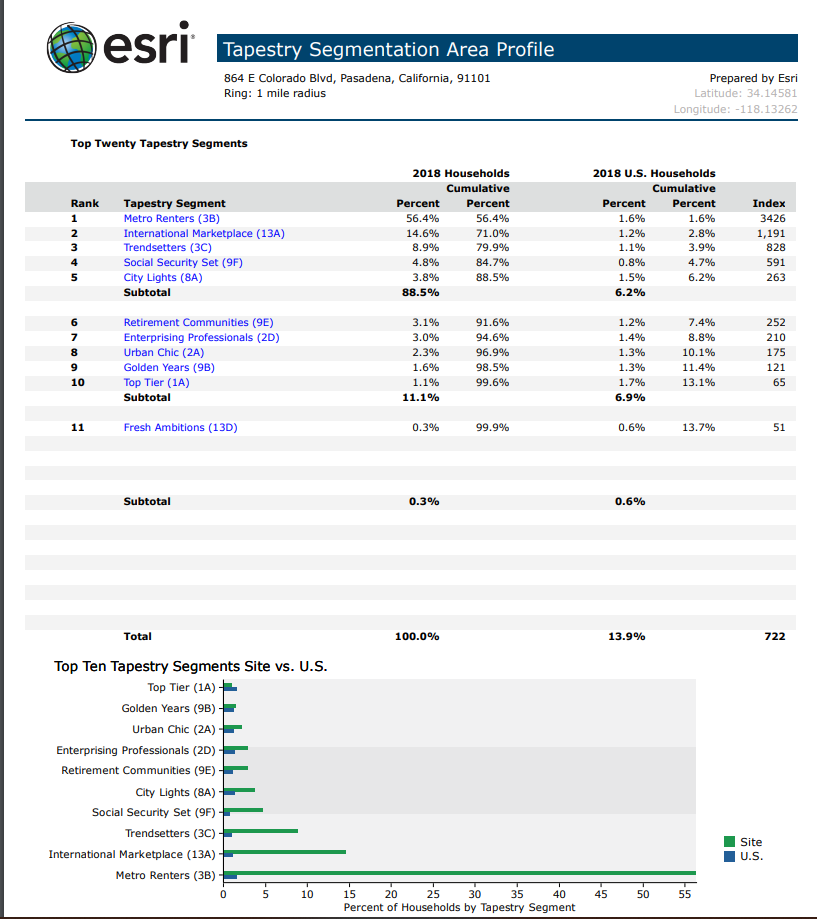 esri
Tapestry Segmentation Area Profile
864 E Colorado Blvd, Pasadena, California, 91101 Prepared by Esri
Ring: 1 mile radius Latitude: 34.14581
Longitude: -118.13262
Top Twenty Tapestry Segments
2018 Households 2018 U.S. Households
Cumulative Cumulative
Rank Tapestry Segment Percent Percent Percent Percent Index
1 Metro Renters (3B) 56.4% 56.4% 1.6% 1.6% 3426
2 International Marketplace (13A) 14.6% 71.0% 1.2% 2.8% 1,191
3 Trendsetters (3C) 8.9% 79.9% 1.1% 3.9% 828
4 Social Security Set (9F) 4.8% 84.7% 0.8% 4.7% 591
5 City Lights (8A) 3.8% 88.5% 1.5% 6.2% 263
Subtotal 88.5% 6.2%
6 Retirement Communities (9E) 3.1% 91.6% 1.2% 7.4% 252
7 Enterprising Professionals (2D) 3.0% 94.6% 1.4% 8.8% 210
8 Urban Chic (2A) 2.3% 96.9% 1.3% 10.1% 175
9 Golden Years (9B) 1.6% 98.5% 1.3% 11.4% 121
10 Top Tier (1A) 1.1% 99.6% 1.7% 13.1% 65
Subtotal 11.1% 6.9%
11 Fresh Ambitions (13D) 0.3% 99.9% 0.6% 13.7% 51
Subtotal 0.3% 0.6%
Total 100.0% 13.9% 722
Top Ten Tapestry Segments Site vs. U.S.
Top Tier (1A)
Golden Years (9B)
Urban Chic (2A)
Enterprising Professionals (2D)
Retirement Communities (9E)
City Lights (8A)
Social Security Set (9F)
Trendsetters (3C)
International Marketplace (13A)
Metro Renters (3B)
Site
U.S.
0 5 10 15 20 25 30 35 40 45 50 55
Percent of Households by Tapestry Segment